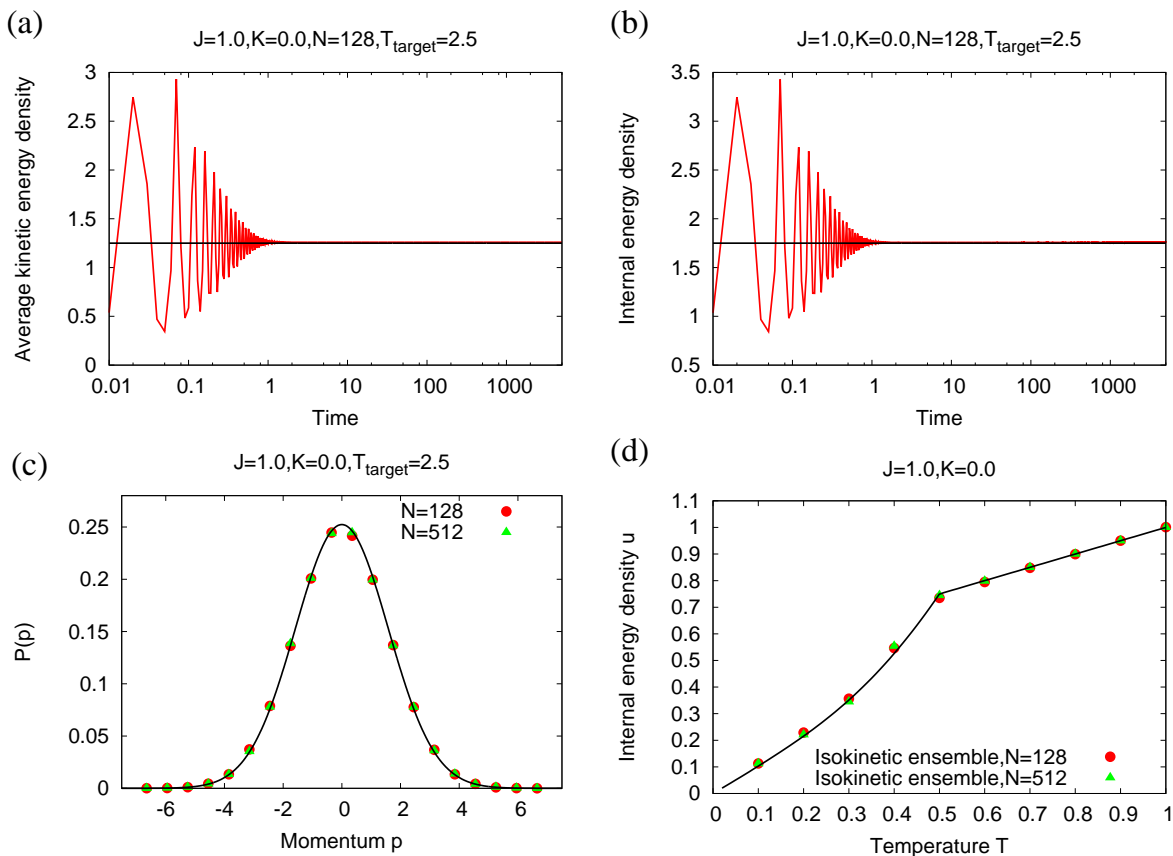 (a)
J=1.0,K=0.0,N=128,T_target=2.5
3
2.5
2
1.5
1
0.5
0
Average kinetic energy density
0.01 0.1 1 10 100 1000
Time
(b)
J=1.0,K=0.0,N=128,T_target=2.5
3.5
3
2.5
2
1.5
1
0.5
Internal energy density
0.01 0.1 1 10 100 1000
Time
(c)
J=1.0,K=0.0,T_target=2.5
N=128
N=512
0.25
0.2
0.15
0.1
0.05
0
P(p)
-6 -4 -2 0 2 4 6
Momentum p
(d)
J=1.0,K=0.0
1.1
1
0.9
0.8
0.7
0.6
0.5
0.4
0.3
0.2
0.1
0
Internal energy density u
Isokinetic ensemble,N=128
Isokinetic ensemble,N=512
0 0.1 0.2 0.3 0.4 0.5 0.6 0.7 0.8 0.9 1
Temperature T